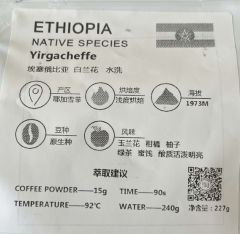 ETHIOPIA
NATIVE SPECIES
Yirgacheffe
埃塞俄比亚 白兰花 水洗
产区
耶加雪菲
烘焙度
浅度烘焙
海拔
1973M
豆种
原生种
风味
玉兰花 柑橘 柚子
绿茶 蜜饯 酸质活泼明亮
萃取建议
COFFEE POWDER——15g
TIME——90s
TEMPERATURE——92℃
WATER——240g
净含量:227g